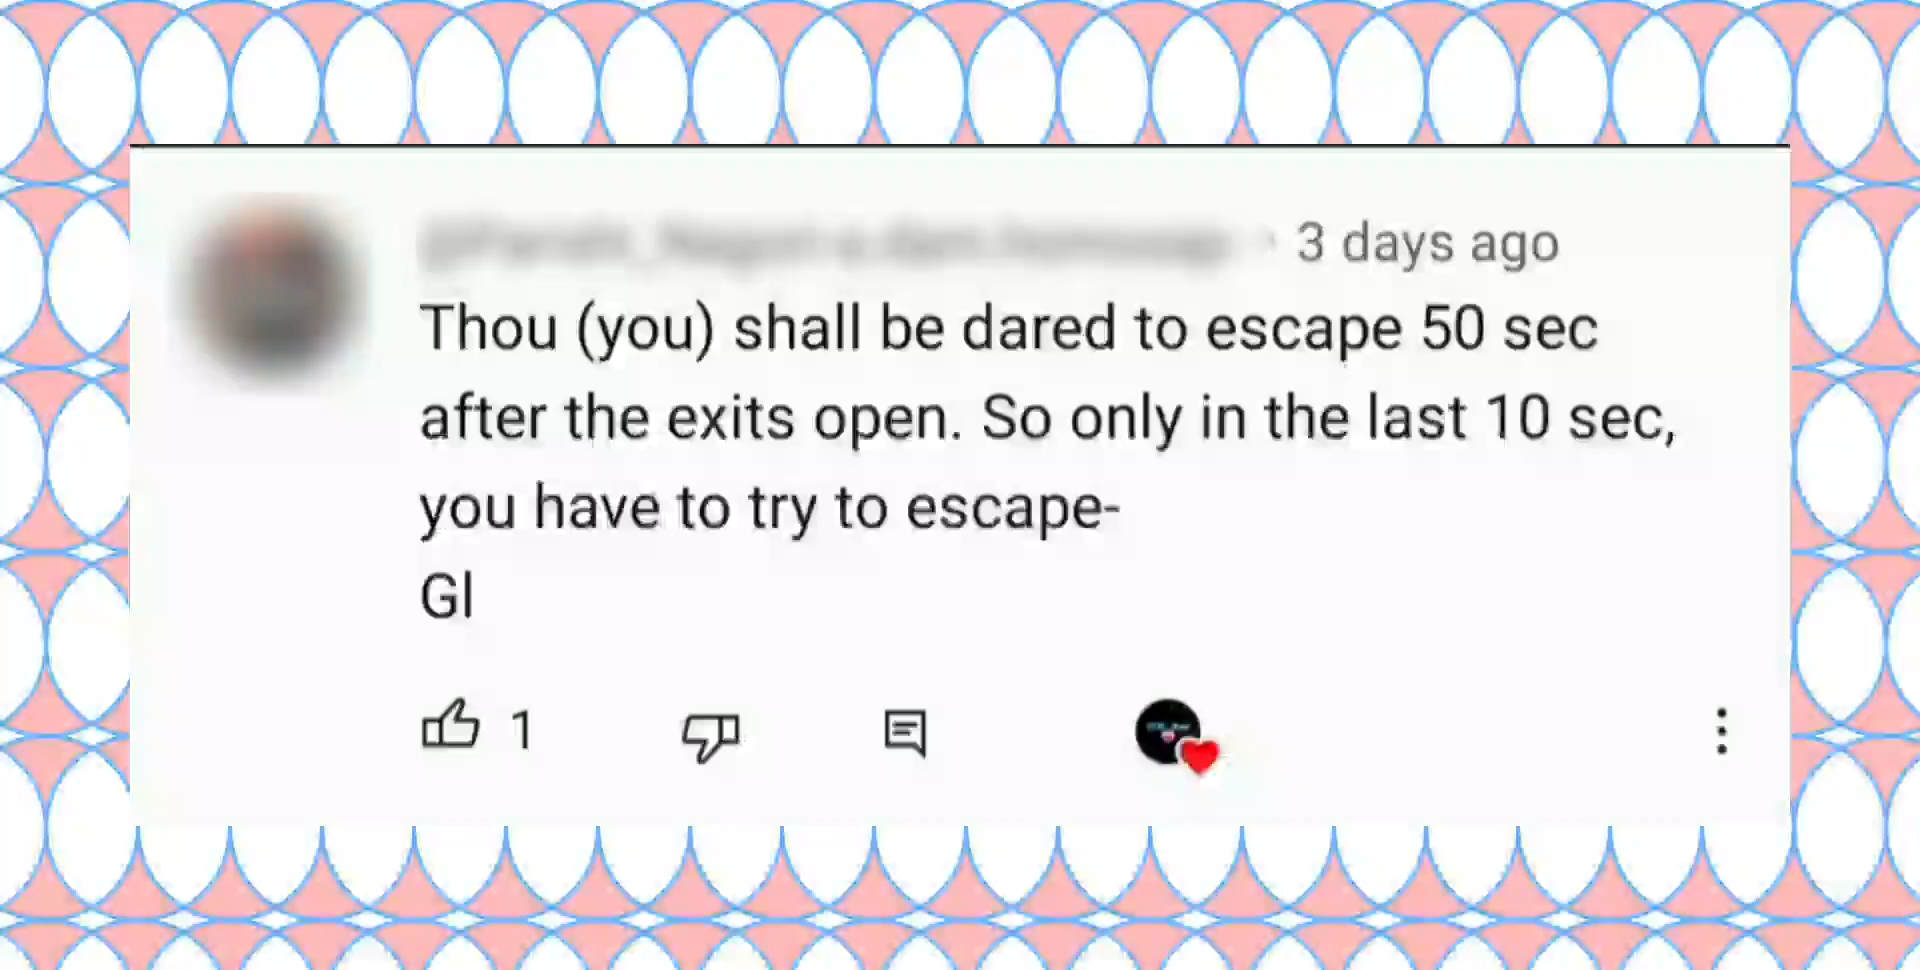 3 days ago
Thou (you) shall be dared to escape 50 sec
after the exits open. So only in the last 10 sec,
you have to try to escape-
Gl
1